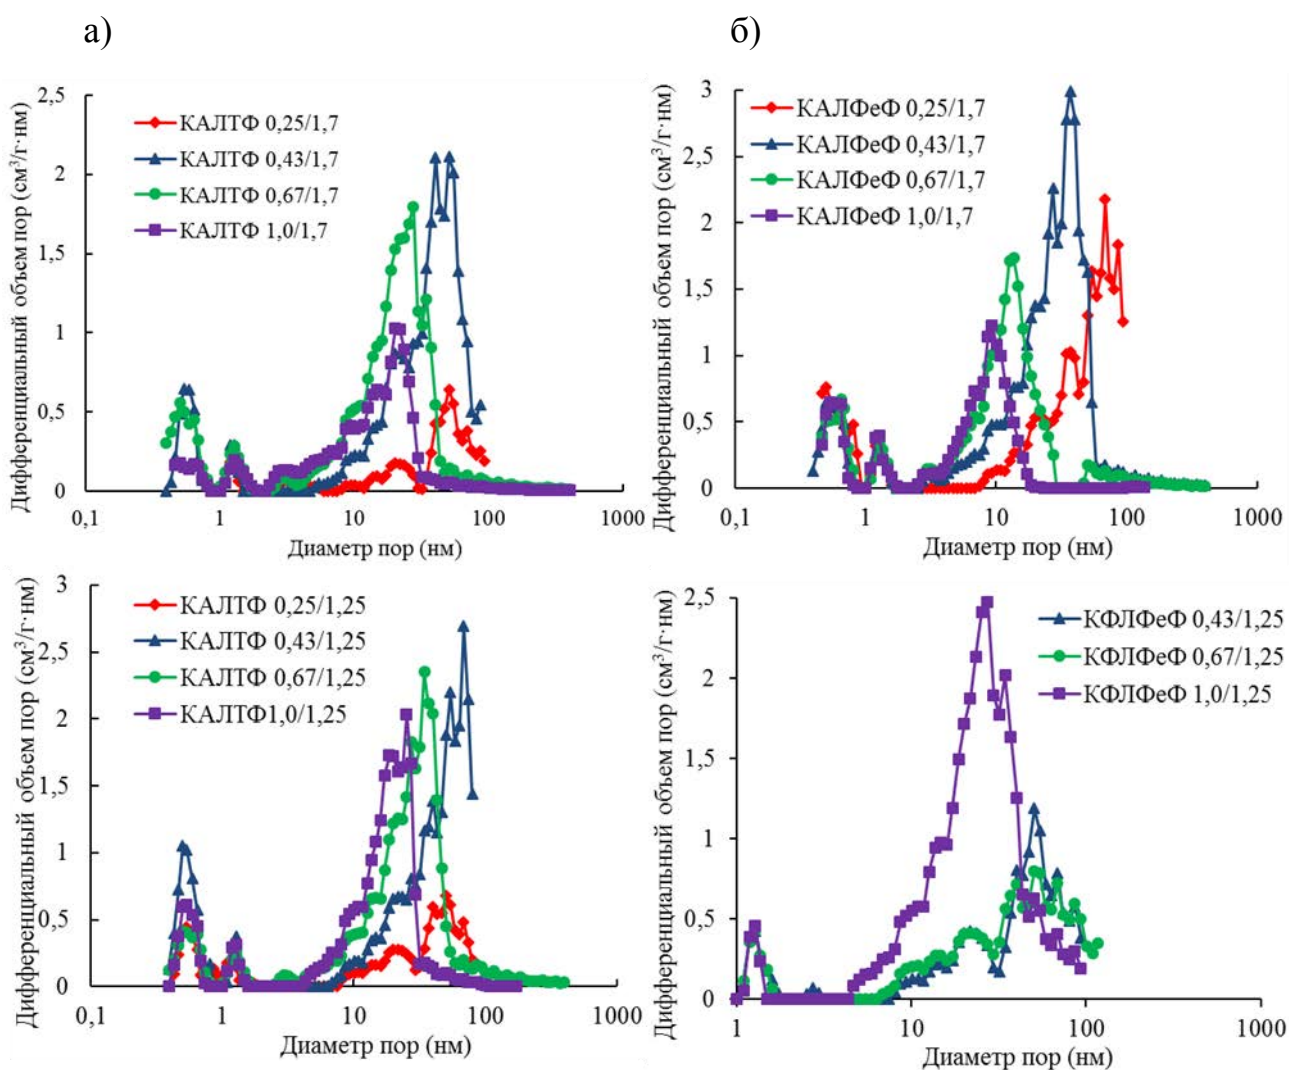 а)
б)
Дифференциальный объем пор (см³/г·нм)
2,5
2
1,5
1
0,5
0
КАЛТФ 0,25/1,7
КАЛТФ 0,43/1,7
КАЛТФ 0,67/1,7
КАЛТФ 1,0/1,7
0,1 1 10 100 1000
Диаметр пор (нм)
Дифференциальный объем пор (см³/г·нм)
3
2,5
2
1,5
1
0,5
0
КАЛФеФ 0,25/1,7
КАЛФеФ 0,43/1,7
КАЛФеФ 0,67/1,7
КАЛФеФ 1,0/1,7
0,1 1 10 100 1000
Диаметр пор (нм)
Дифференциальный объем пор (см³/г·нм)
3
2,5
2
1,5
1
0,5
0
КАЛТФ 0,25/1,25
КАЛТФ 0,43/1,25
КАЛТФ 0,67/1,25
КАЛТФ1,0/1,25
0,1 1 10 100 1000
Диаметр пор (нм)
Дифференциальный объем пор (см³/г·нм)
2,5
2
1,5
1
0,5
0
КФЛФеФ 0,43/1,25
КФЛФеФ 0,67/1,25
КФЛФеФ 1,0/1,25
1 10 100 1000
Диаметр пор (нм)